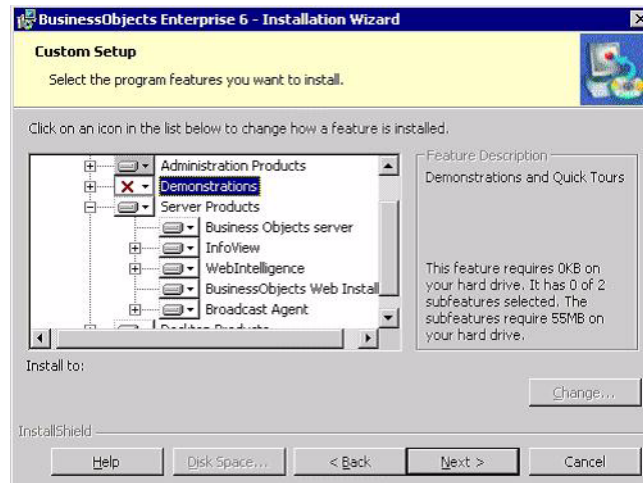 BusinessObjects Enterprise 6 - Installation Wizard
Custom Setup
Select the program features you want to install.
Click on an icon in the list below to change how a feature is installed.
Administration Products
Demonstrations
Server Products
Business Objects server
InfoView
WebIntelligence
BusinessObjects Web Instal
Broadcast Agent
Desktop Products
Feature Description
Demonstrations and Quick Tours
This feature requires 0KB on
your hard drive. It has 0 of 2
subfeatures selected. The
subfeatures require 55MB on
your hard drive.
Install to:
Change...
InstallShield
Help Disk Space... < Back Next > Cancel